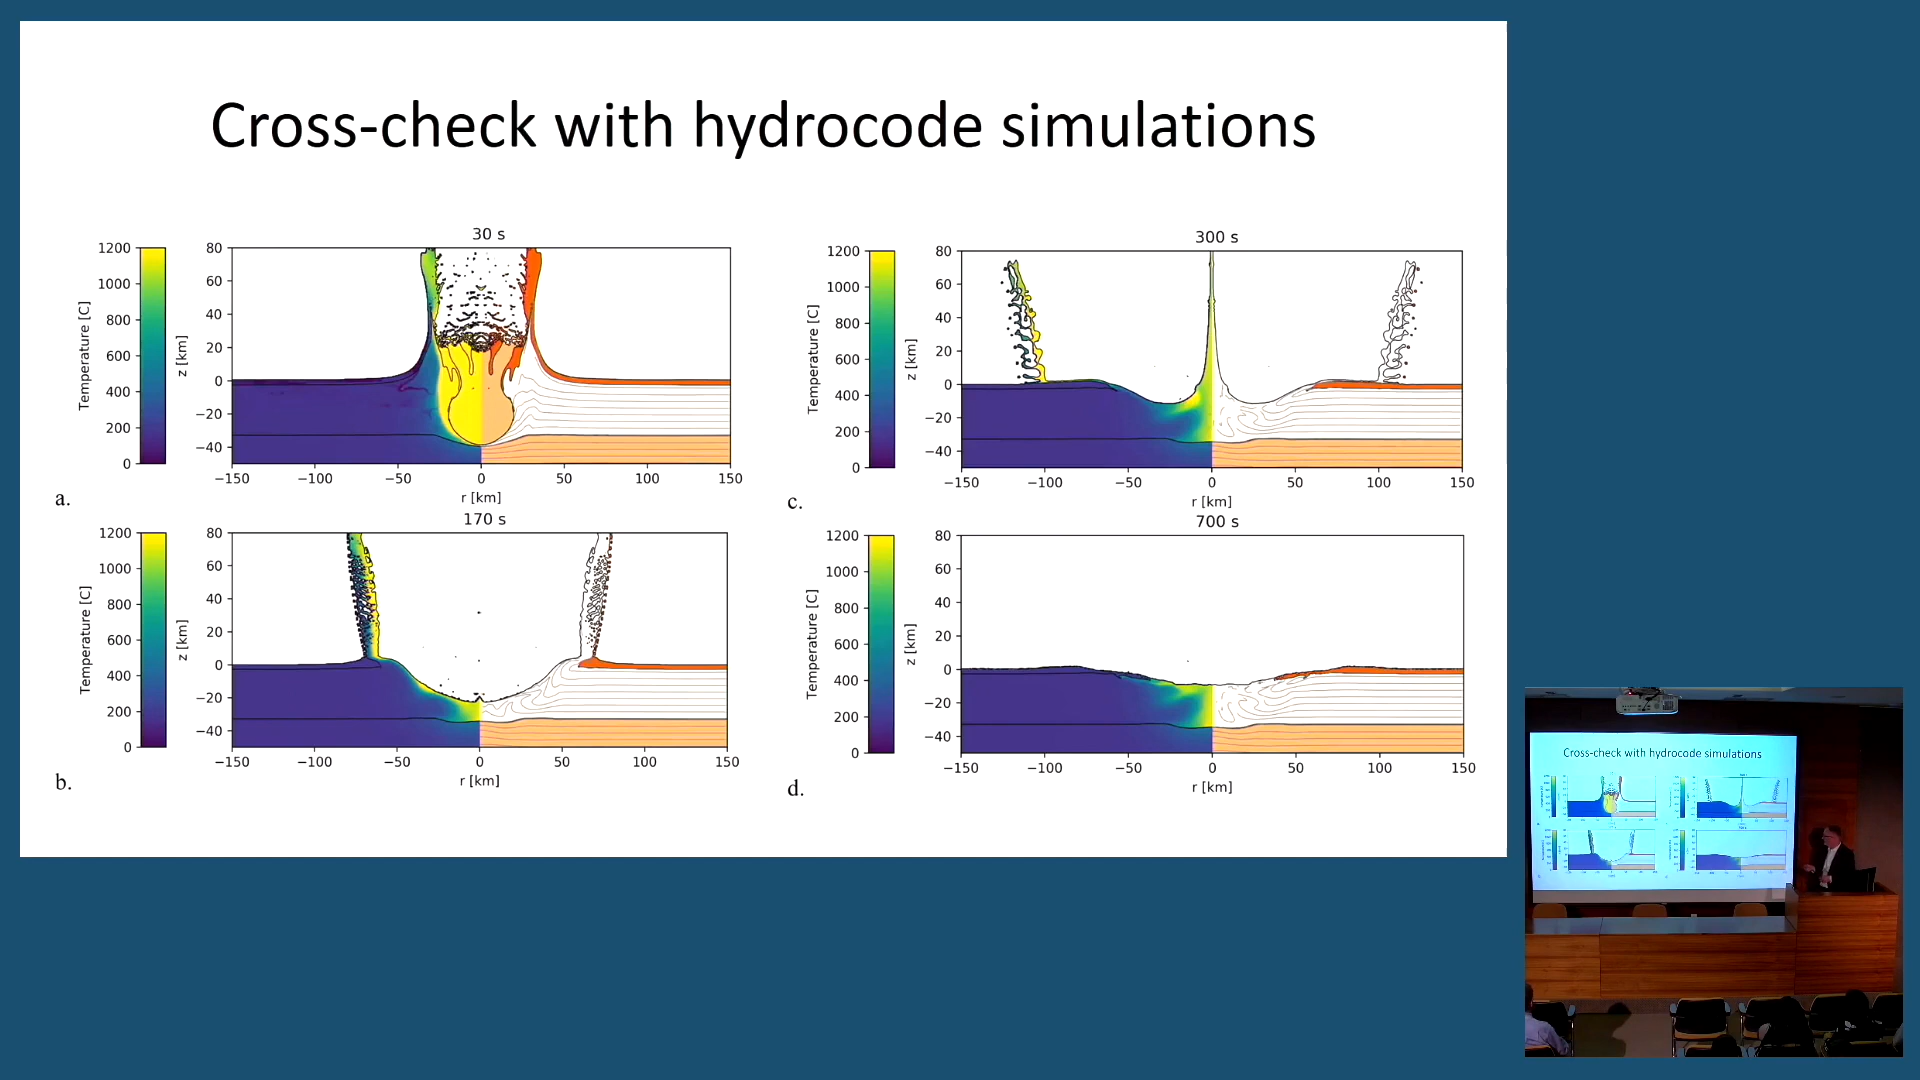 Cross-check with hydrocode simulations
30 s
1200
1000
800
600
400
200
0
Temperature [C]
80
60
40
20
0
−20
−40
z [km]
−150 −100 −50 0 50 100 150
r [km]
a.
170 s
1200
1000
800
600
400
200
0
Temperature [C]
80
60
40
20
0
−20
−40
z [km]
−150 −100 −50 0 50 100 150
r [km]
b.
300 s
1200
1000
800
600
400
200
0
Temperature [C]
80
60
40
20
0
−20
−40
z [km]
−150 −100 −50 0 50 100 150
r [km]
c.
700 s
1200
1000
800
600
400
200
0
Temperature [C]
80
60
40
20
0
−20
−40
z [km]
−150 −100 −50 0 50 100 150
r [km]
d.
Cross-check with hydrocode simulations